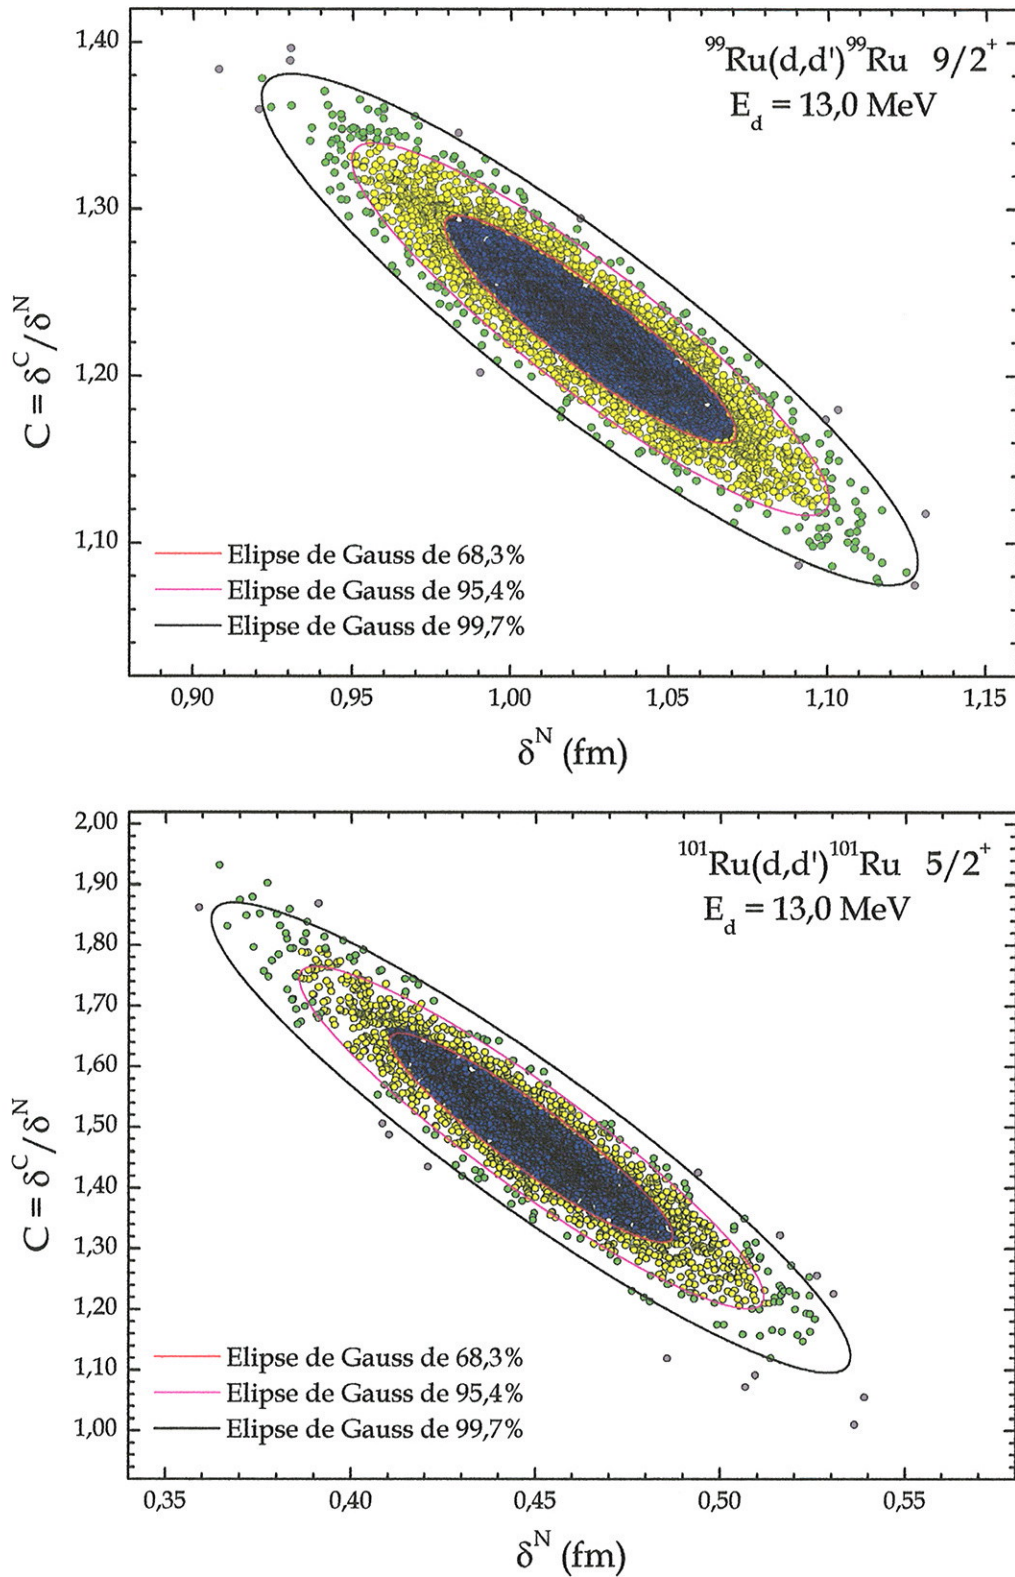 ⁹⁹Ru(d,d')⁹⁹Ru 9/2⁺
E_d = 13,0 MeV
1,40
1,30
1,20
1,10
C = δ^C/δ^N
Elipse de Gauss de 68,3%
Elipse de Gauss de 95,4%
Elipse de Gauss de 99,7%
0,90 0,95 1,00 1,05 1,10 1,15
δ^N (fm)
¹⁰¹Ru(d,d')¹⁰¹Ru 5/2⁺
E_d = 13,0 MeV
2,00
1,90
1,80
1,70
1,60
1,50
1,40
1,30
1,20
1,10
1,00
C = δ^C/δ^N
Elipse de Gauss de 68,3%
Elipse de Gauss de 95,4%
Elipse de Gauss de 99,7%
0,35 0,40 0,45 0,50 0,55
δ^N (fm)